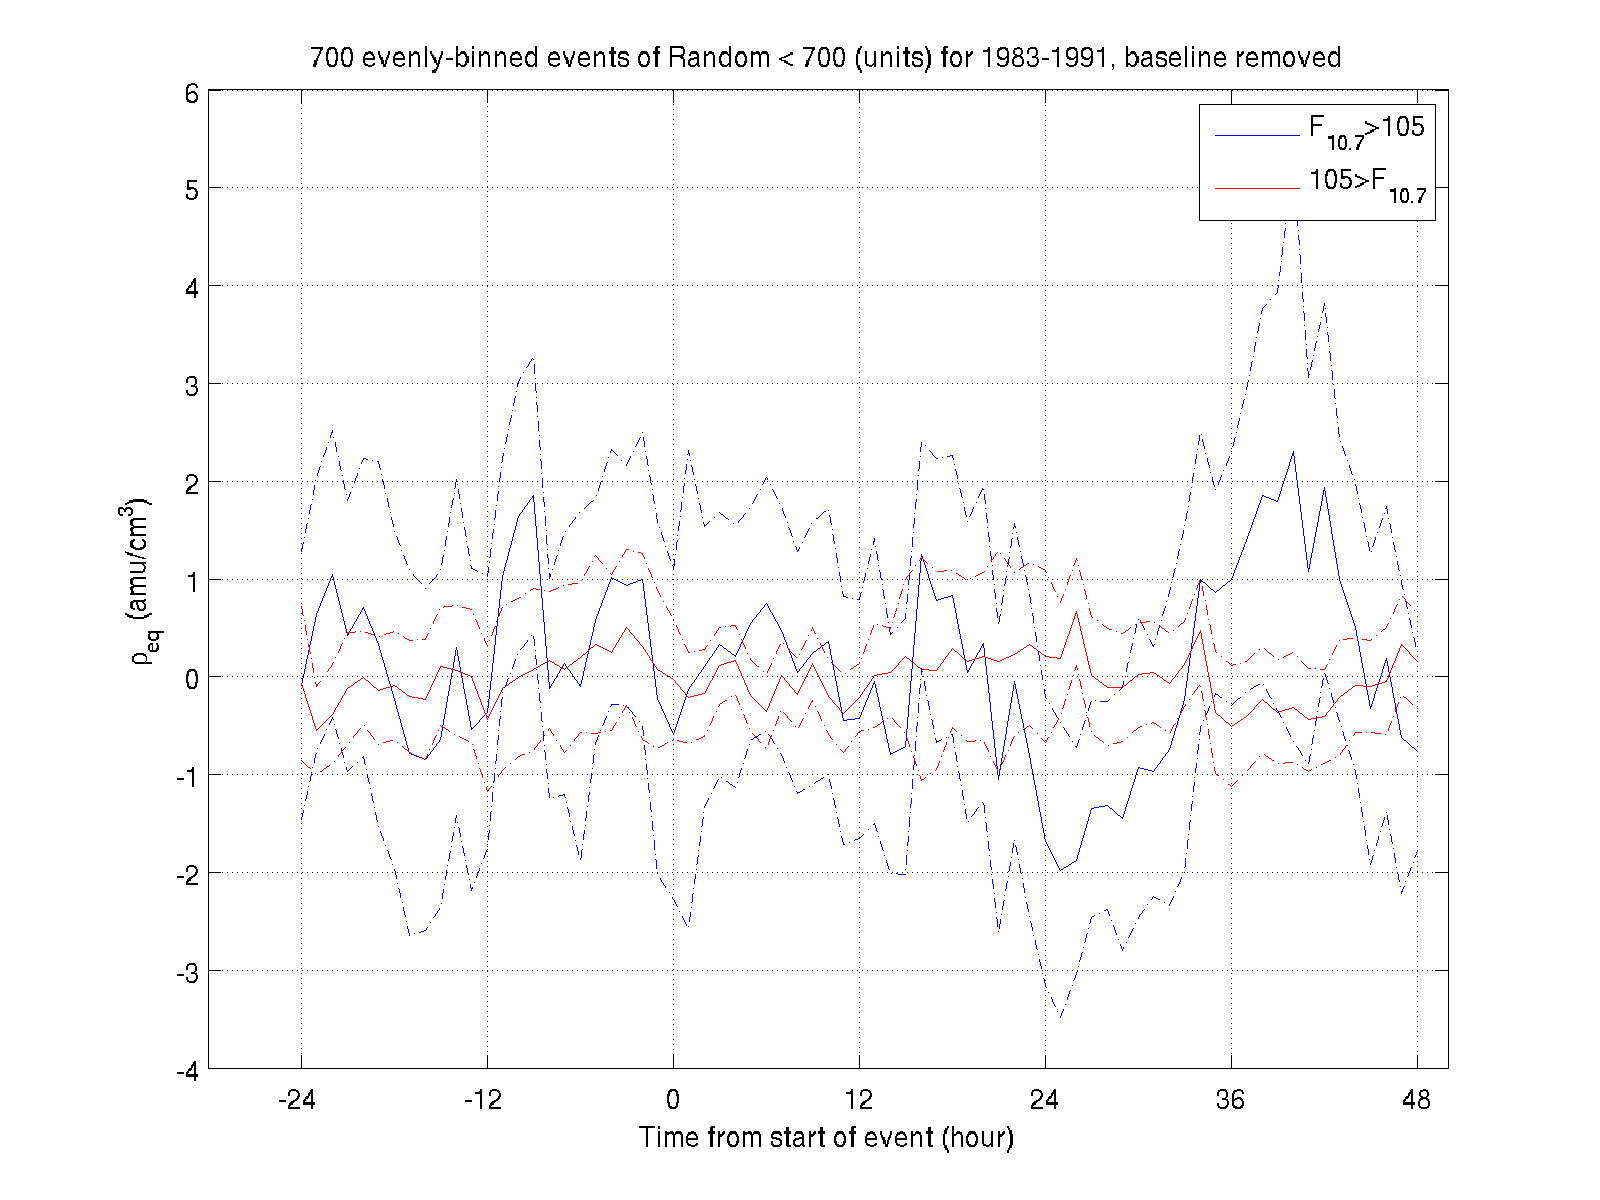 700 evenly-binned events of Random < 700 (units) for 1983-1991, baseline removed
F10.7>105
105>F10.7
6
5
4
3
2
1
0
-1
-2
-3
-4
ρeq (amu/cm³)
-24 -12 0 12 24 36 48
Time from start of event (hour)